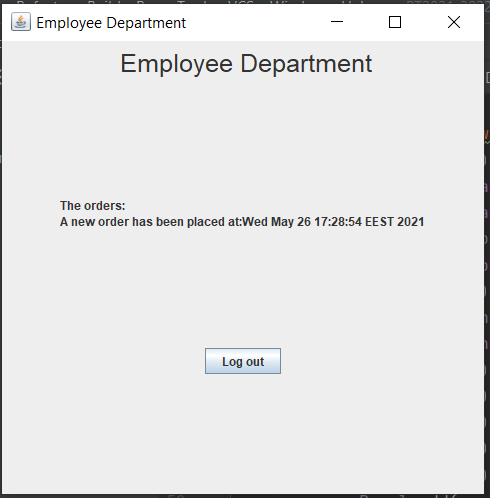 Employee Department
Employee Department
The orders:
A new order has been placed at:Wed May 26 17:28:54 EEST 2021
Log out